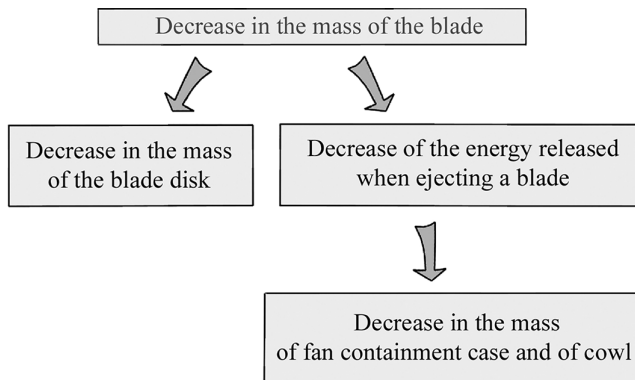 Decrease in the mass of the blade
Decrease in the mass
of the blade disk
Decrease of the energy released
when ejecting a blade
Decrease in the mass
of fan containment case and of cowl